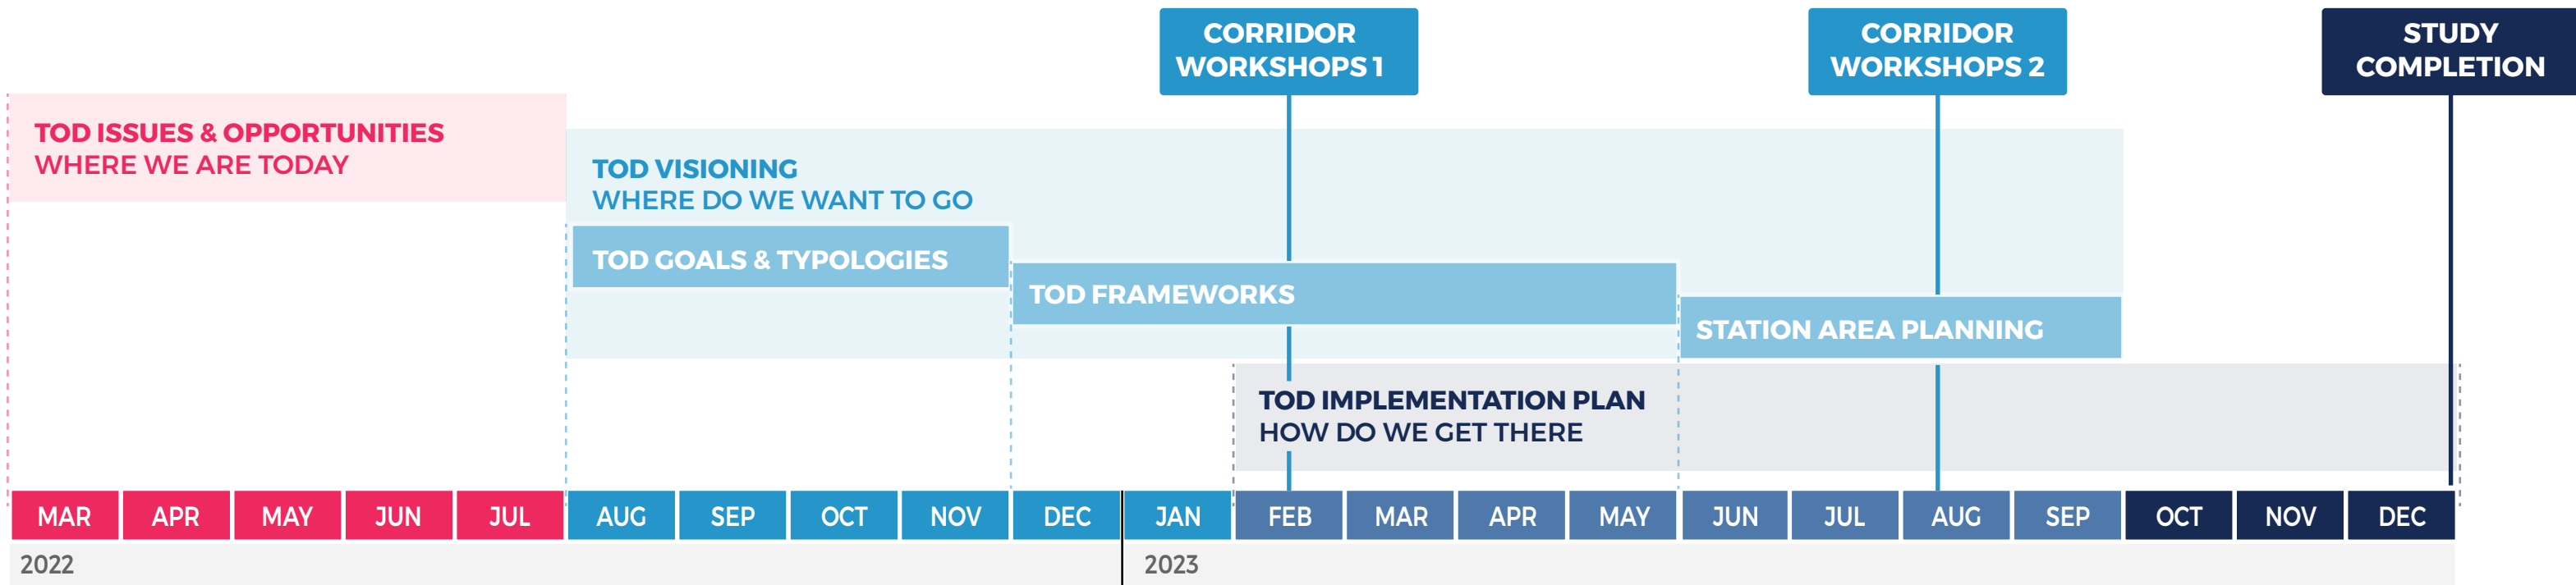 CORRIDOR
WORKSHOPS 1
CORRIDOR
WORKSHOPS 2
STUDY
COMPLETION
TOD ISSUES & OPPORTUNITIES
WHERE WE ARE TODAY
TOD VISIONING
WHERE DO WE WANT TO GO
TOD GOALS & TYPOLOGIES
TOD FRAMEWORKS
STATION AREA PLANNING
TOD IMPLEMENTATION PLAN
HOW DO WE GET THERE
MAR APR MAY JUN JUL AUG SEP OCT NOV DEC JAN FEB MAR APR MAY JUN JUL AUG SEP OCT NOV DEC
2022 2023